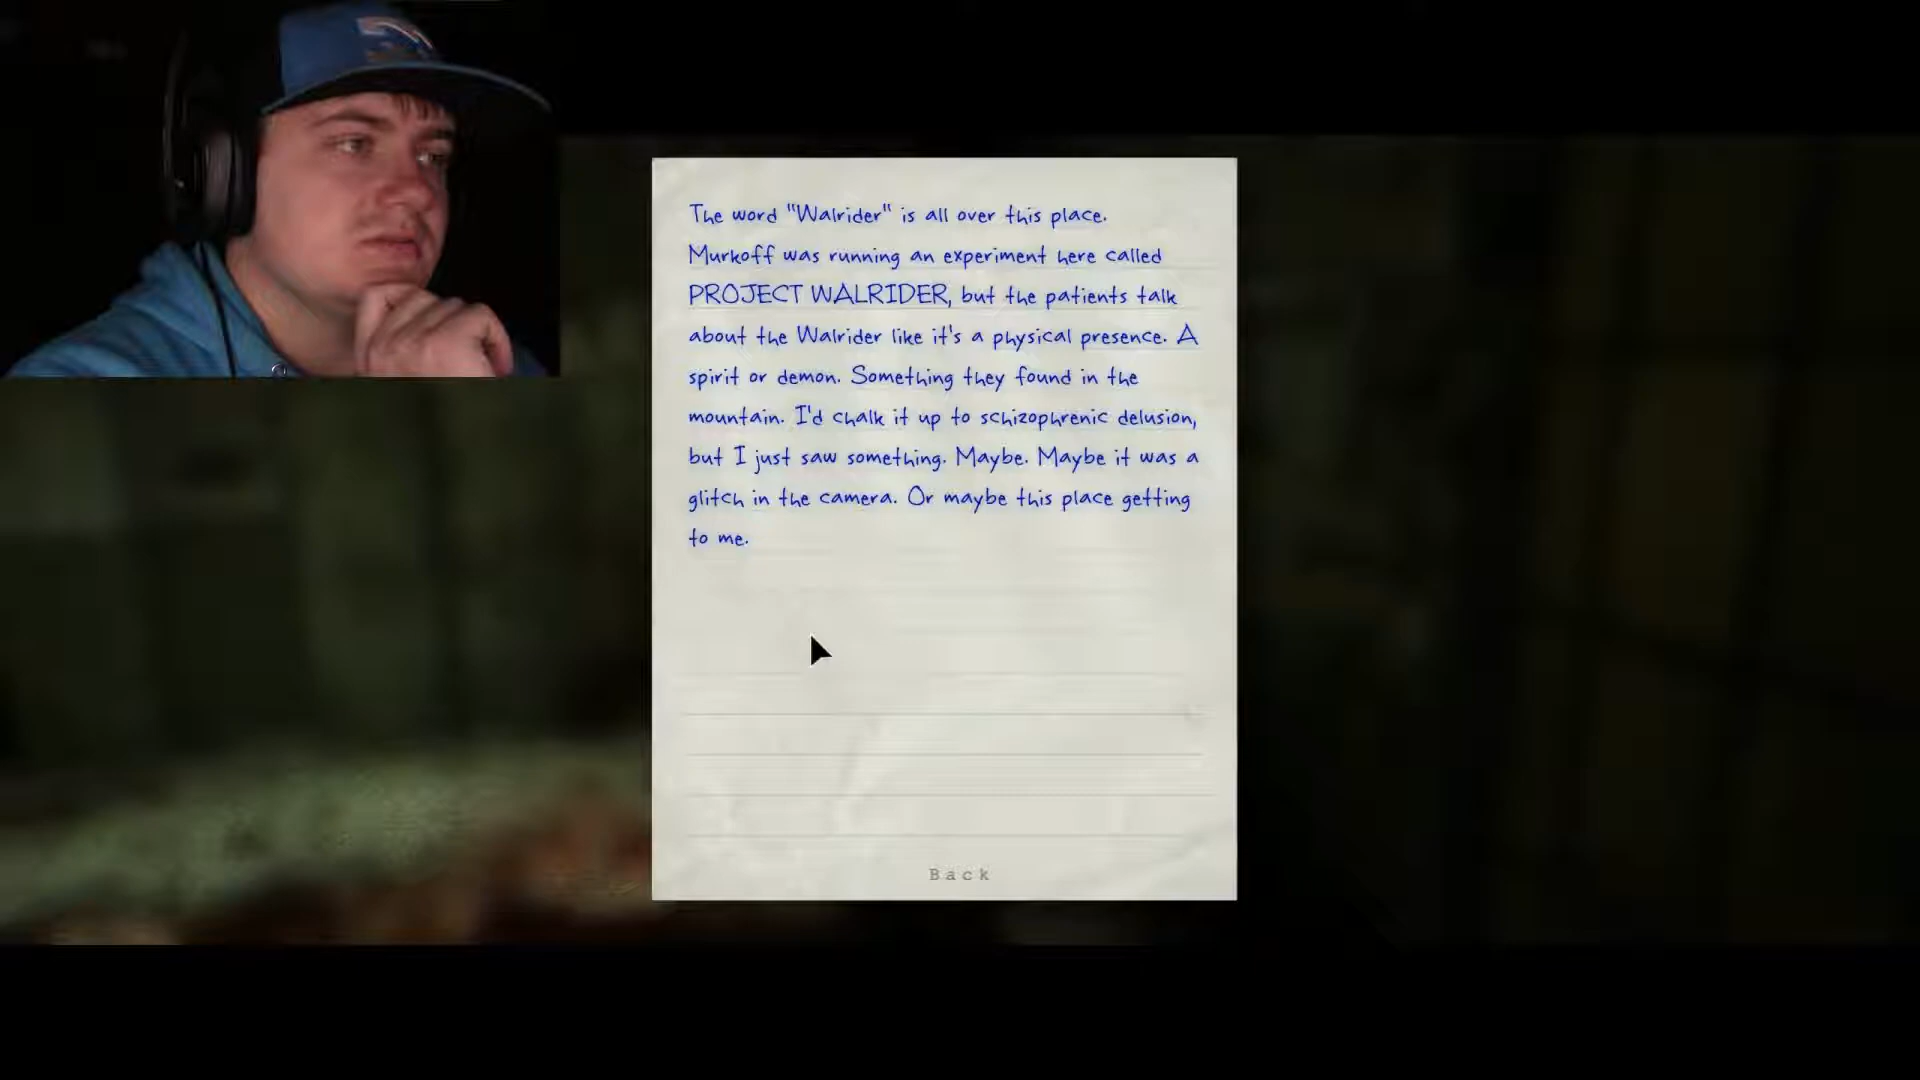 The word "Walrider" is all over this place.
Murkoff was running an experiment here called
PROJECT WALRIDER, but the patients talk
about the Walrider like it's a physical presence. A
spirit or demon. Something they found in the
mountain. I'd chalk it up to schizophrenic delusion,
but I just saw something. Maybe. Maybe it was a
glitch in the camera. Or maybe this place getting
to me.
Back